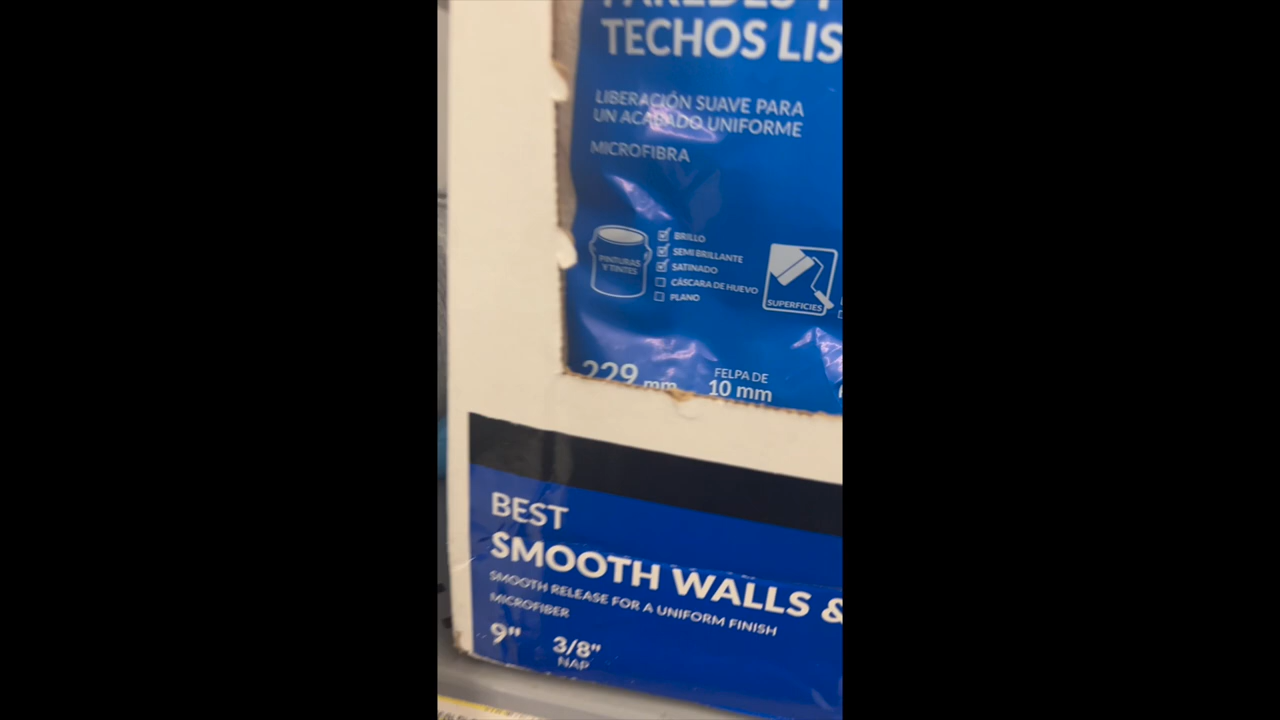 TECHOS LIS
LIBERACIÓN SUAVE PARA
UN ACABADO UNIFORME
MICROFIBRA
PINTURAS
Y TINTES
BRILLO
SEMI BRILLANTE
SATINADO
CÁSCARA DE HUEVO
PLANO
SUPERFICIES
229 mm
FELPA DE
10 mm
BEST
SMOOTH WALLS &
SMOOTH RELEASE FOR A UNIFORM FINISH
MICROFIBER
9"
3/8"
NAP